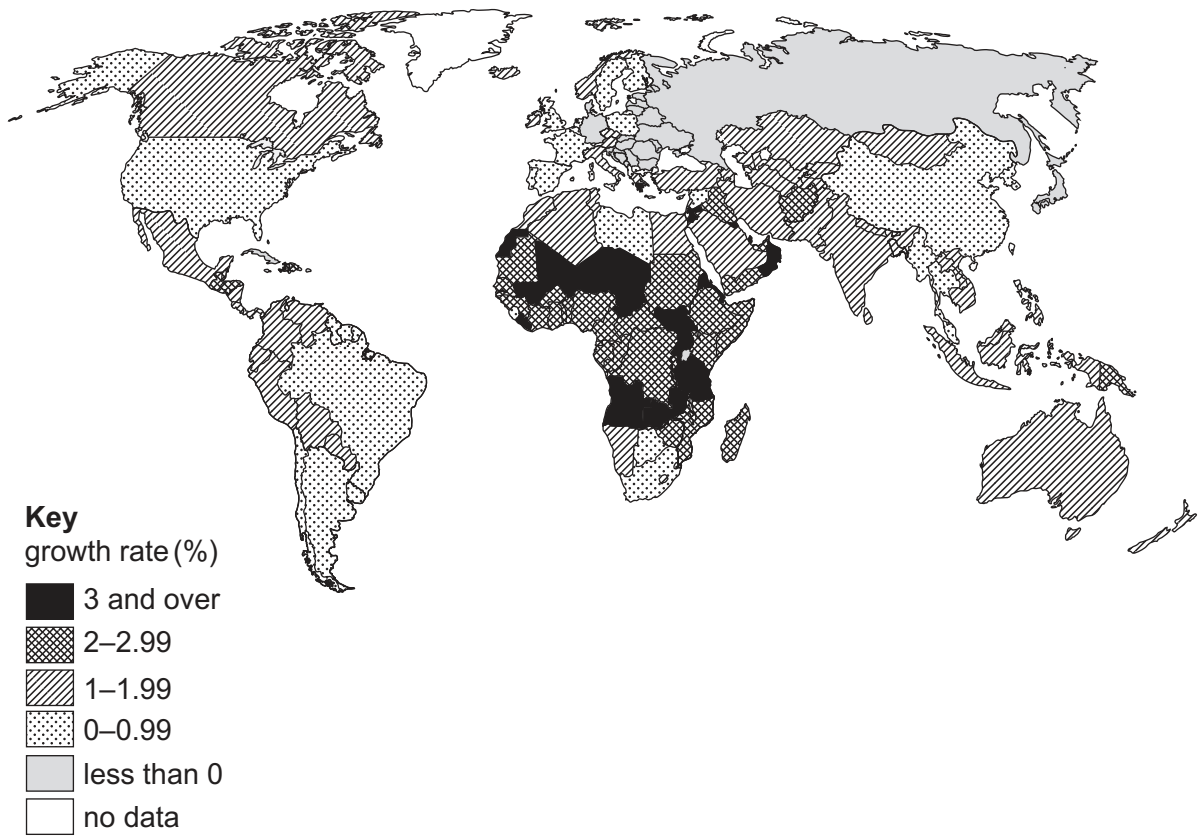 Key
growth rate (%)
3 and over
2–2.99
1–1.99
0–0.99
less than 0
no data